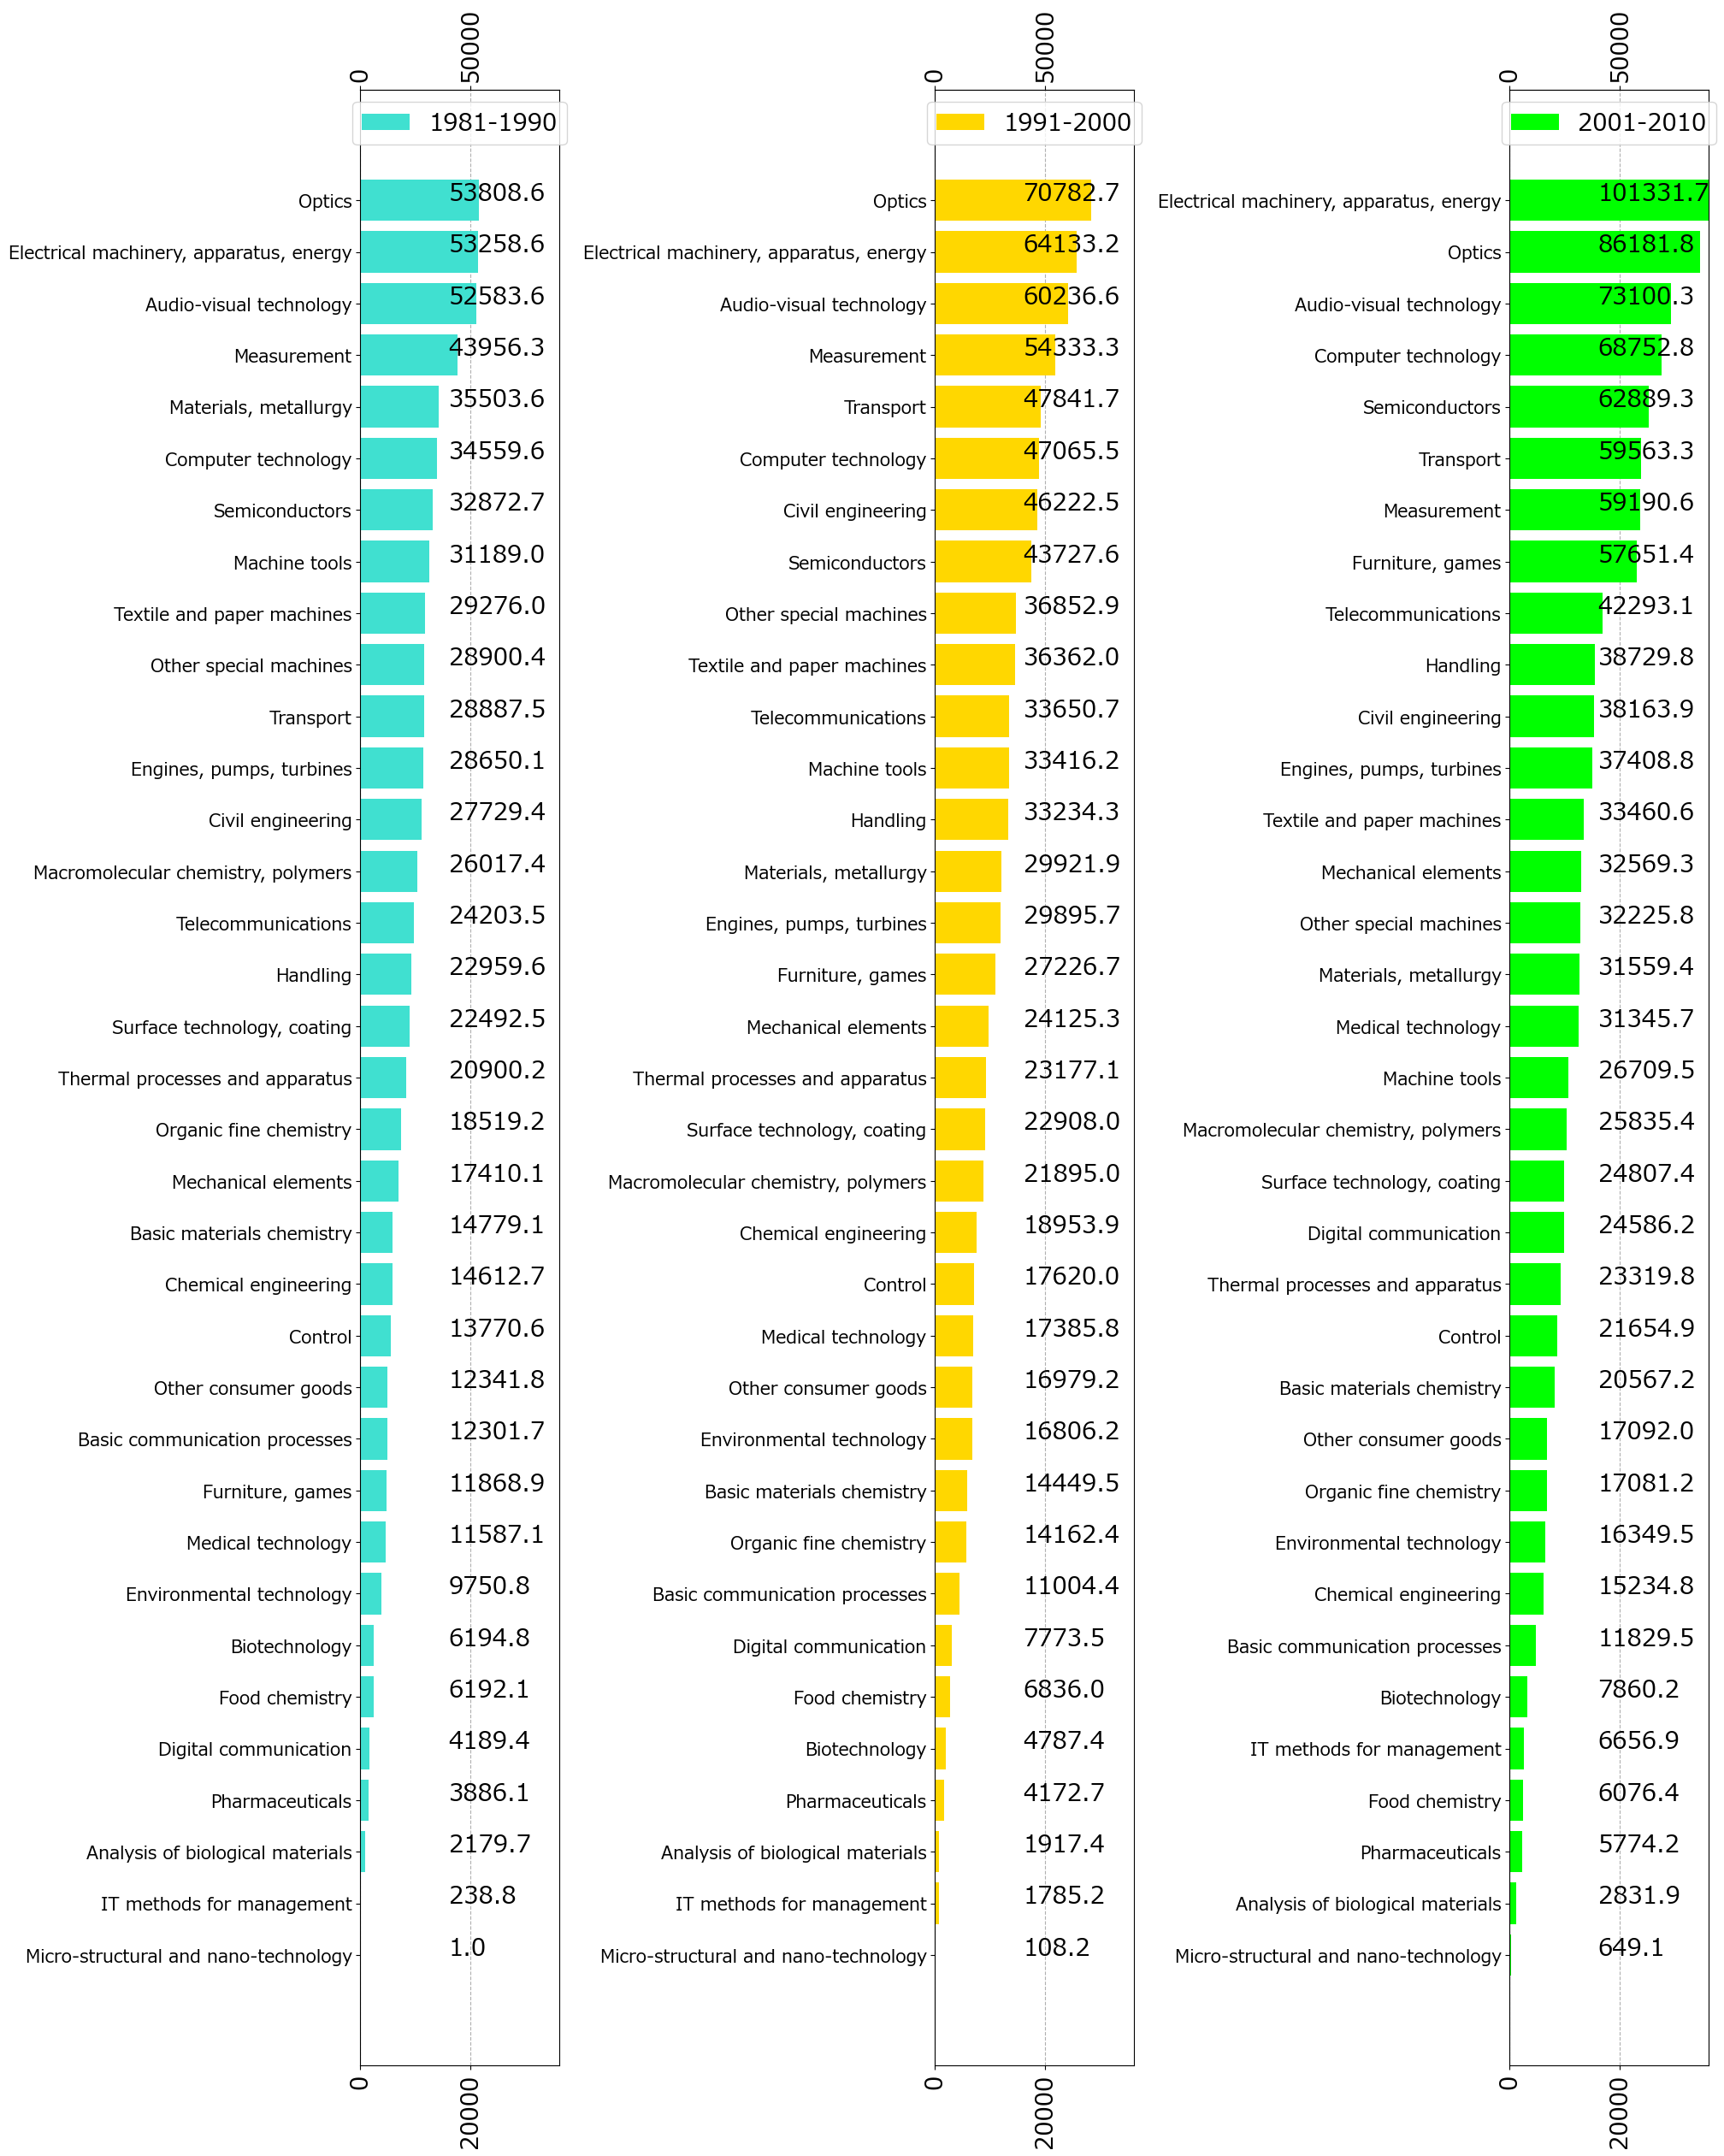 0
50000
1981-1990
Optics 53808.6
Electrical machinery, apparatus, energy 53258.6
Audio-visual technology 52583.6
Measurement 43956.3
Materials, metallurgy 35503.6
Computer technology 34559.6
Semiconductors 32872.7
Machine tools 31189.0
Textile and paper machines 29276.0
Other special machines 28900.4
Transport 28887.5
Engines, pumps, turbines 28650.1
Civil engineering 27729.4
Macromolecular chemistry, polymers 26017.4
Telecommunications 24203.5
Handling 22959.6
Surface technology, coating 22492.5
Thermal processes and apparatus 20900.2
Organic fine chemistry 18519.2
Mechanical elements 17410.1
Basic materials chemistry 14779.1
Chemical engineering 14612.7
Control 13770.6
Other consumer goods 12341.8
Basic communication processes 12301.7
Furniture, games 11868.9
Medical technology 11587.1
Environmental technology 9750.8
Biotechnology 6194.8
Food chemistry 6192.1
Digital communication 4189.4
Pharmaceuticals 3886.1
Analysis of biological materials 2179.7
IT methods for management 238.8
Micro-structural and nano-technology 1.0
0
20000
0
50000
1991-2000
Optics 70782.7
Electrical machinery, apparatus, energy 64133.2
Audio-visual technology 60236.6
Measurement 54333.3
Transport 47841.7
Computer technology 47065.5
Civil engineering 46222.5
Semiconductors 43727.6
Other special machines 36852.9
Textile and paper machines 36362.0
Telecommunications 33650.7
Machine tools 33416.2
Handling 33234.3
Materials, metallurgy 29921.9
Engines, pumps, turbines 29895.7
Furniture, games 27226.7
Mechanical elements 24125.3
Thermal processes and apparatus 23177.1
Surface technology, coating 22908.0
Macromolecular chemistry, polymers 21895.0
Chemical engineering 18953.9
Control 17620.0
Medical technology 17385.8
Other consumer goods 16979.2
Environmental technology 16806.2
Basic materials chemistry 14449.5
Organic fine chemistry 14162.4
Basic communication processes 11004.4
Digital communication 7773.5
Food chemistry 6836.0
Biotechnology 4787.4
Pharmaceuticals 4172.7
Analysis of biological materials 1917.4
IT methods for management 1785.2
Micro-structural and nano-technology 108.2
0
20000
0
50000
2001-2010
Electrical machinery, apparatus, energy 101331.7
Optics 86181.8
Audio-visual technology 73100.3
Computer technology 68752.8
Semiconductors 62889.3
Transport 59563.3
Measurement 59190.6
Furniture, games 57651.4
Telecommunications 42293.1
Handling 38729.8
Civil engineering 38163.9
Engines, pumps, turbines 37408.8
Textile and paper machines 33460.6
Mechanical elements 32569.3
Other special machines 32225.8
Materials, metallurgy 31559.4
Medical technology 31345.7
Machine tools 26709.5
Macromolecular chemistry, polymers 25835.4
Surface technology, coating 24807.4
Digital communication 24586.2
Thermal processes and apparatus 23319.8
Control 21654.9
Basic materials chemistry 20567.2
Other consumer goods 17092.0
Organic fine chemistry 17081.2
Environmental technology 16349.5
Chemical engineering 15234.8
Basic communication processes 11829.5
Biotechnology 7860.2
IT methods for management 6656.9
Food chemistry 6076.4
Pharmaceuticals 5774.2
Analysis of biological materials 2831.9
Micro-structural and nano-technology 649.1
0
20000